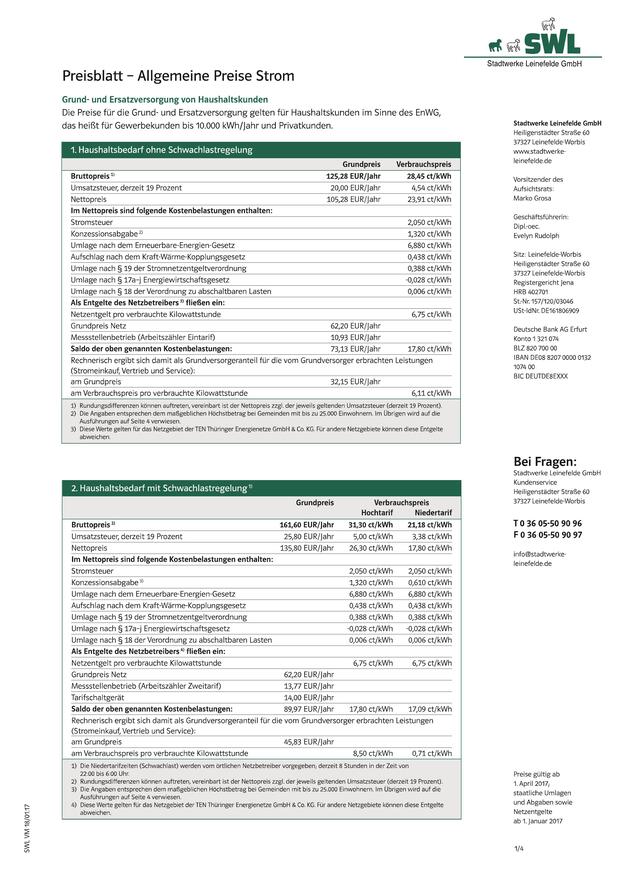 SWL
Stadtwerke Leinefelde GmbH
Preisblatt – Allgemeine Preise Strom
Grund- und Ersatzversorgung von Haushaltskunden
Die Preise für die Grund- und Ersatzversorgung gelten für Haushaltskunden im Sinne des EnWG,
das heißt für Gewerbekunden bis 10.000 kWh/Jahr und Privatkunden.
1. Haushaltsbedarf ohne Schwachlastregelung
Grundpreis Verbrauchspreis
Bruttopreis 1) 125,28 EUR/Jahr 28,45 ct/kWh
Umsatzsteuer, derzeit 19 Prozent 20,00 EUR/Jahr 4,54 ct/kWh
Nettopreis 105,28 EUR/Jahr 23,91 ct/kWh
Im Nettopreis sind folgende Kostenbelastungen enthalten:
Stromsteuer 2,050 ct/kWh
Konzessionsabgabe 2) 1,320 ct/kWh
Umlage nach dem Erneuerbare-Energien-Gesetz 6,880 ct/kWh
Aufschlag nach dem Kraft-Wärme-Kopplungsgesetz 0,438 ct/kWh
Umlage nach § 19 der Stromnetzentgeltverordnung 0,388 ct/kWh
Umlage nach § 17a–j Energiewirtschaftsgesetz -0,028 ct/kWh
Umlage nach § 18 der Verordnung zu abschaltbaren Lasten 0,006 ct/kWh
Als Entgelte des Netzbetreibers 3) fließen ein:
Netzentgelt pro verbrauchte Kilowattstunde 6,75 ct/kWh
Grundpreis Netz 62,20 EUR/Jahr
Messstellenbetrieb (Arbeitszähler Eintarif) 10,93 EUR/Jahr
Saldo der oben genannten Kostenbelastungen: 73,13 EUR/Jahr 17,80 ct/kWh
Rechnerisch ergibt sich damit als Grundversorgeranteil für die vom Grundversorger erbrachten Leistungen
(Stromeinkauf, Vertrieb und Service):
am Grundpreis 32,15 EUR/Jahr
am Verbrauchspreis pro verbrauchte Kilowattstunde 6,11 ct/kWh
1) Rundungsdifferenzen können auftreten, vereinbart ist der Nettopreis zzgl. der jeweils geltenden Umsatzsteuer (derzeit 19 Prozent).
2) Die Angaben entsprechen dem maßgeblichen Höchstbetrag bei Gemeinden mit bis zu 25.000 Einwohnern. Im Übrigen wird auf die
Ausführungen auf Seite 4 verwiesen.
3) Diese Werte gelten für das Netzgebiet der TEN Thüringer Energienetze GmbH & Co. KG. Für andere Netzgebiete können diese Entgelte
abweichen.
2. Haushaltsbedarf mit Schwachlastregelung 1)
Grundpreis Verbrauchspreis
Hochtarif Niedertarif
Bruttopreis 2) 161,60 EUR/Jahr 31,30 ct/kWh 21,18 ct/kWh
Umsatzsteuer, derzeit 19 Prozent 25,80 EUR/Jahr 5,00 ct/kWh 3,38 ct/kWh
Nettopreis 135,80 EUR/Jahr 26,30 ct/kWh 17,80 ct/kWh
Im Nettopreis sind folgende Kostenbelastungen enthalten:
Stromsteuer 2,050 ct/kWh 2,050 ct/kWh
Konzessionsabgabe 3) 1,320 ct/kWh 0,610 ct/kWh
Umlage nach dem Erneuerbare-Energien-Gesetz 6,880 ct/kWh 6,880 ct/kWh
Aufschlag nach dem Kraft-Wärme-Kopplungsgesetz 0,438 ct/kWh 0,438 ct/kWh
Umlage nach § 19 der Stromnetzentgeltverordnung 0,388 ct/kWh 0,388 ct/kWh
Umlage nach § 17a–j Energiewirtschaftsgesetz -0,028 ct/kWh -0,028 ct/kWh
Umlage nach § 18 der Verordnung zu abschaltbaren Lasten 0,006 ct/kWh 0,006 ct/kWh
Als Entgelte des Netzbetreibers 4) fließen ein:
Netzentgelt pro verbrauchte Kilowattstunde 6,75 ct/kWh 6,75 ct/kWh
Grundpreis Netz 62,20 EUR/Jahr
Messstellenbetrieb (Arbeitszähler Zweitarif) 13,77 EUR/Jahr
Tarifschaltgerät 14,00 EUR/Jahr
Saldo der oben genannten Kostenbelastungen: 89,97 EUR/Jahr 17,80 ct/kWh 17,09 ct/kWh
Rechnerisch ergibt sich damit als Grundversorgeranteil für die vom Grundversorger erbrachten Leistungen
(Stromeinkauf, Vertrieb und Service):
am Grundpreis 45,83 EUR/Jahr
am Verbrauchspreis pro verbrauchte Kilowattstunde 8,50 ct/kWh 0,71 ct/kWh
1) Die Niedertarifzeiten (Schwachlast) werden vom örtlichen Netzbetreiber vorgegeben, derzeit 8 Stunden in der Zeit von
22:00 bis 6:00 Uhr.
2) Rundungsdifferenzen können auftreten, vereinbart ist der Nettopreis zzgl. der jeweils geltenden Umsatzsteuer (derzeit 19 Prozent).
3) Die Angaben entsprechen dem maßgeblichen Höchstbetrag bei Gemeinden mit bis zu 25.000 Einwohnern. Im Übrigen wird auf die
Ausführungen auf Seite 4 verwiesen.
4) Diese Werte gelten für das Netzgebiet der TEN Thüringer Energienetze GmbH & Co. KG. Für andere Netzgebiete können diese Entgelte
abweichen.
Stadtwerke Leinefelde GmbH
Heiligenstädter Straße 60
37327 Leinefelde-Worbis
www.stadtwerke-
leinefelde.de
Vorsitzender des
Aufsichtsrats:
Marko Grosa
Geschäftsführerin:
Dipl.-oec.
Evelyn Rudolph
Sitz: Leinefelde-Worbis
Heiligenstädter Straße 60
37327 Leinefelde-Worbis
Registergericht Jena
HRB 402701
St.-Nr. 157/120/03046
USt-IdNr. DE161806909
Deutsche Bank AG Erfurt
Konto 1 321 074
BLZ 820 700 00
IBAN DE08 8207 0000 0132
1074 00
BIC DEUTDE8EXXX
Bei Fragen:
Stadtwerke Leinefelde GmbH
Kundenservice
Heiligenstädter Straße 60
37327 Leinefelde-Worbis
T 0 36 05-50 90 96
F 0 36 05-50 90 97
info@stadtwerke-
leinefelde.de
Preise gültig ab
1. April 2017,
staatliche Umlagen
und Abgaben sowie
Netzentgelte
ab 1. Januar 2017
1/4
SWL VM 18/01.17